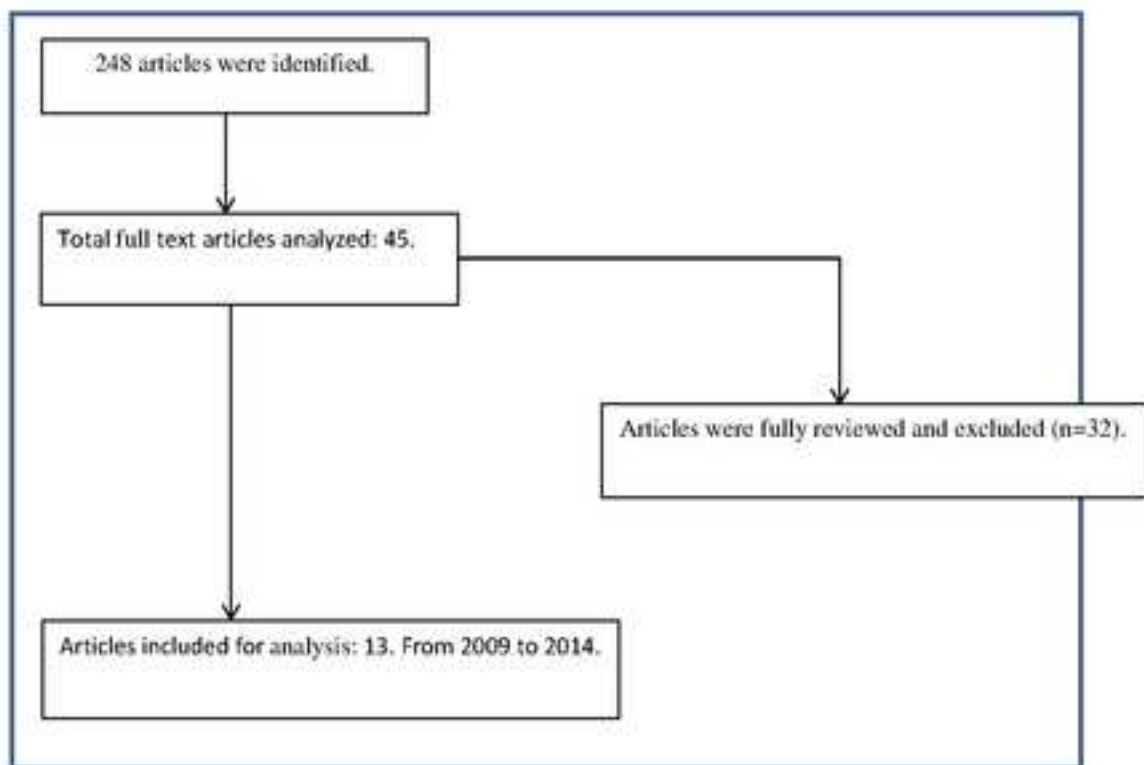 248 articles were identified.
Total full text articles analyzed: 45.
Articles were fully reviewed and excluded (n=32).
Articles included for analysis: 13. From 2009 to 2014.